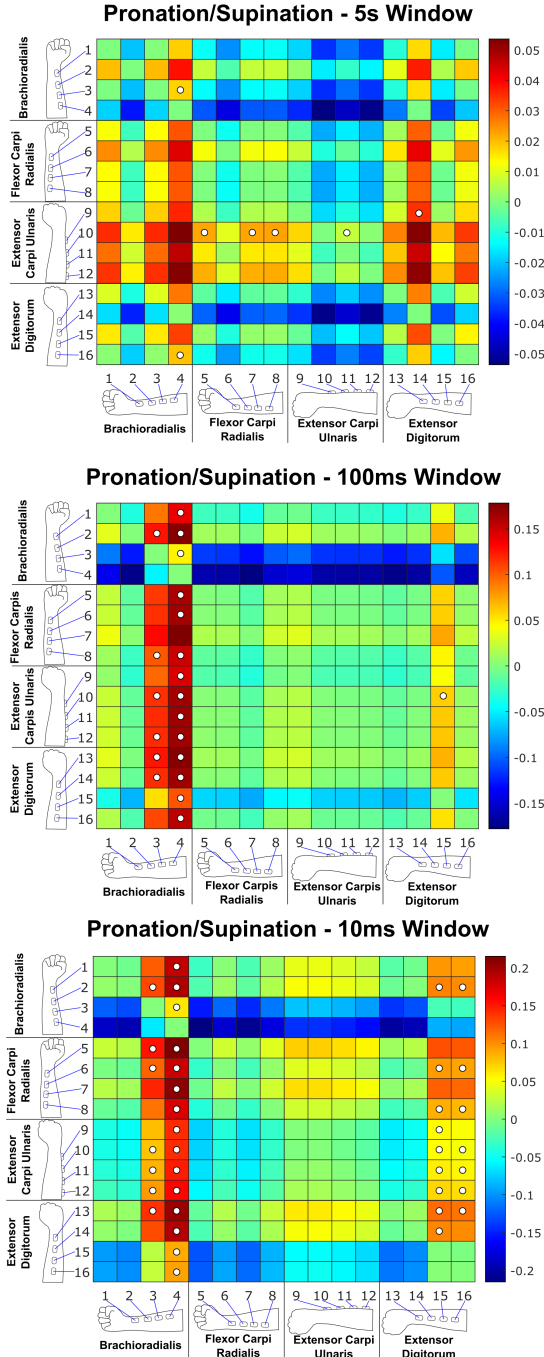 Pronation/Supination - 5s Window
Brachioradialis
1
2
3
4
Flexor Carpi
Radialis
5
6
7
8
Extensor
Carpi Ulnaris
9
10
11
12
Extensor
Digitorum
13
14
15
16
0.05
0.04
0.03
0.02
0.01
0
-0.01
-0.02
-0.03
-0.04
-0.05
1 2 3 4 5 6 7 8 9 10 11 12 13 14 15 16
Brachioradialis
Flexor Carpi
Radialis
Extensor Carpi
Ulnaris
Extensor
Digitorum
Pronation/Supination - 100ms Window
Brachioradialis
1
2
3
4
Flexor Carpis
Radialis
5
6
7
8
Extensor
Carpis Ulnaris
9
10
11
12
Extensor
Digitorum
13
14
15
16
0.15
0.1
0.05
0
-0.05
-0.1
-0.15
1 2 3 4 5 6 7 8 9 10 11 12 13 14 15 16
Brachioradialis
Flexor Carpis
Radialis
Extensor Carpis
Ulnaris
Extensor
Digitorum
Pronation/Supination - 10ms Window
Brachioradialis
1
2
3
4
Flexor Carpi
Radialis
5
6
7
8
Extensor
Carpi Ulnaris
9
10
11
12
Extensor
Digitorum
13
14
15
16
0.2
0.15
0.1
0.05
0
-0.05
-0.1
-0.15
-0.2
1 2 3 4 5 6 7 8 9 10 11 12 13 14 15 16
Brachioradialis
Flexor Carpi
Radialis
Extensor Carpi
Ulnaris
Extensor
Digitorum